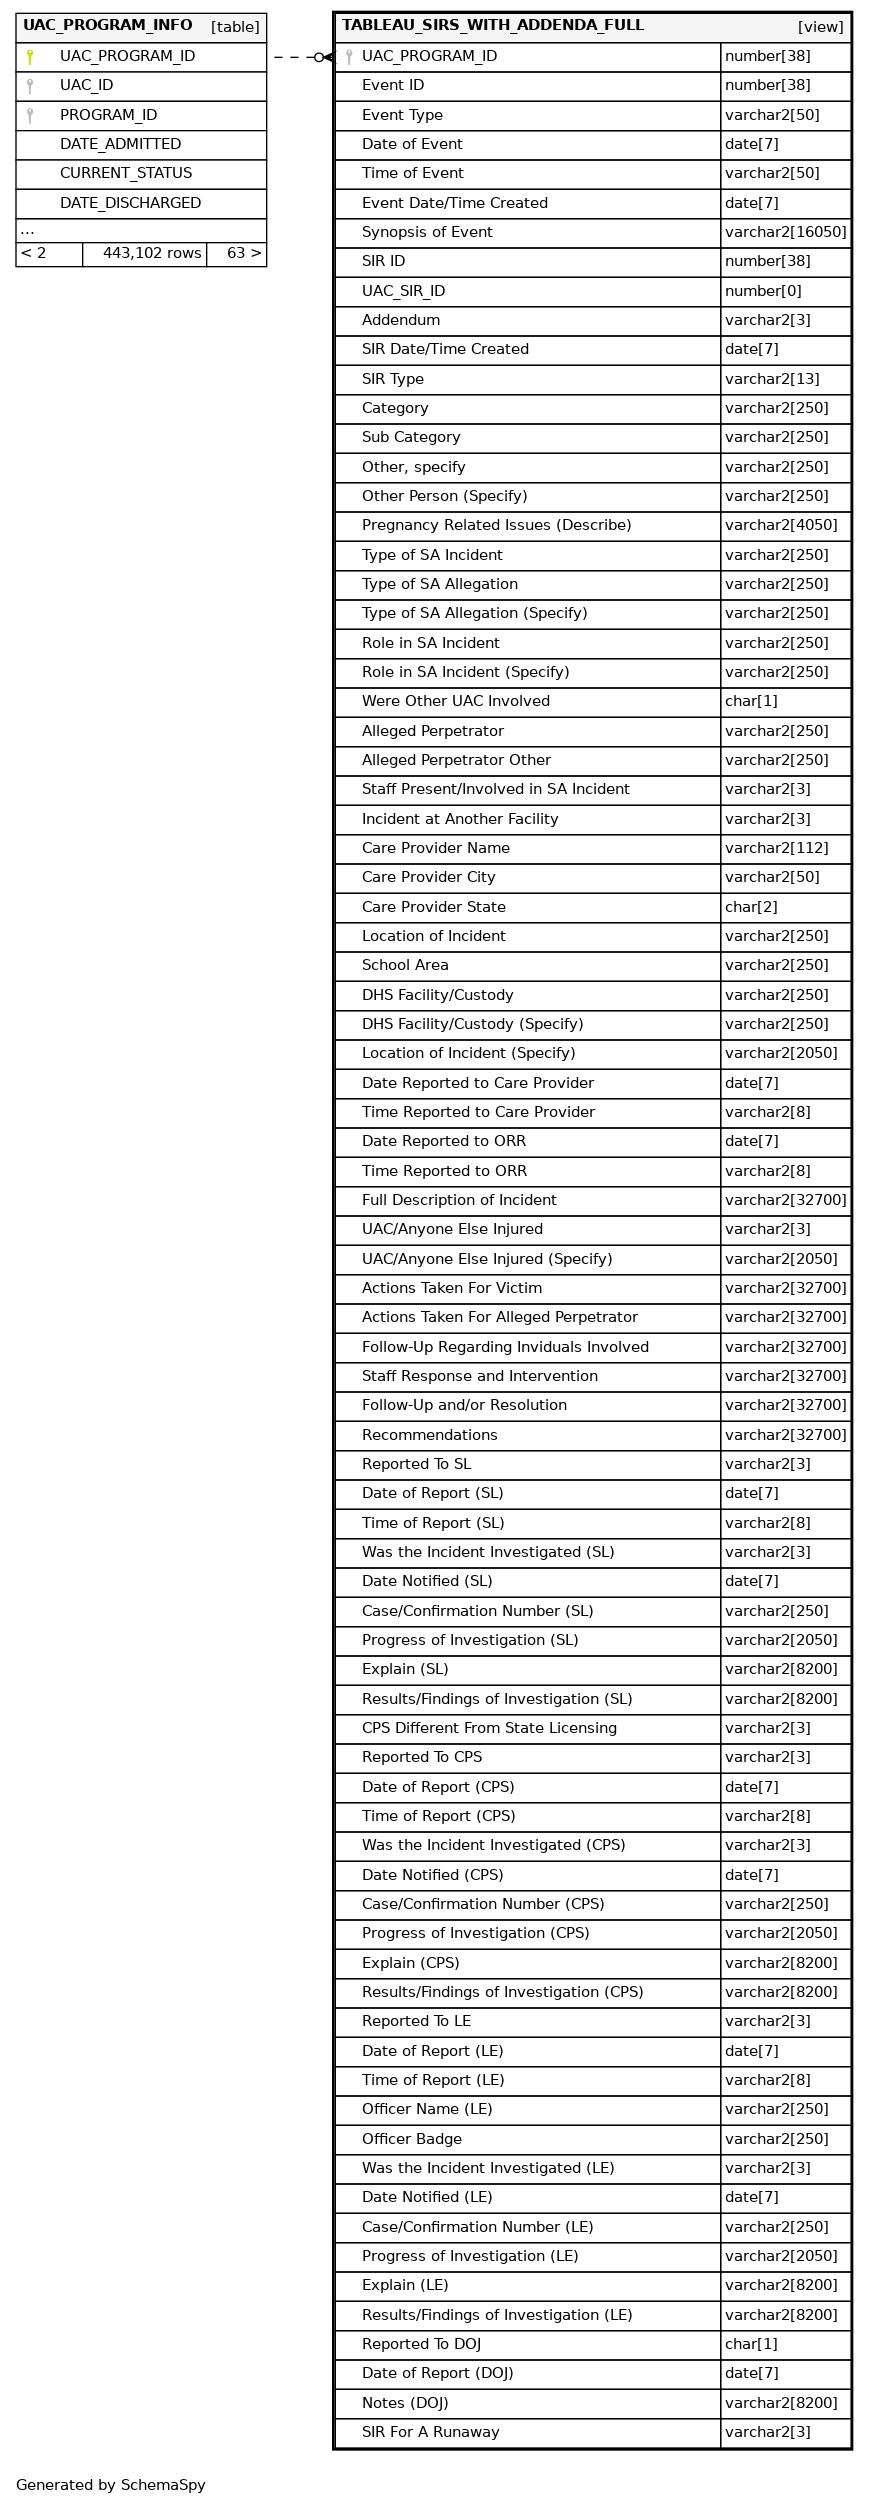 UAC_PROGRAM_INFO [table]
UAC_PROGRAM_ID
UAC_ID
PROGRAM_ID
DATE_ADMITTED
CURRENT_STATUS
DATE_DISCHARGED
...
< 2 443,102 rows 63 >
TABLEAU_SIRS_WITH_ADDENDA_FULL [view]
UAC_PROGRAM_ID number[38]
Event ID number[38]
Event Type varchar2[50]
Date of Event date[7]
Time of Event varchar2[50]
Event Date/Time Created date[7]
Synopsis of Event varchar2[16050]
SIR ID number[38]
UAC_SIR_ID number[0]
Addendum varchar2[3]
SIR Date/Time Created date[7]
SIR Type varchar2[13]
Category varchar2[250]
Sub Category varchar2[250]
Other, specify varchar2[250]
Other Person (Specify) varchar2[250]
Pregnancy Related Issues (Describe) varchar2[4050]
Type of SA Incident varchar2[250]
Type of SA Allegation varchar2[250]
Type of SA Allegation (Specify) varchar2[250]
Role in SA Incident varchar2[250]
Role in SA Incident (Specify) varchar2[250]
Were Other UAC Involved char[1]
Alleged Perpetrator varchar2[250]
Alleged Perpetrator Other varchar2[250]
Staff Present/Involved in SA Incident varchar2[3]
Incident at Another Facility varchar2[3]
Care Provider Name varchar2[112]
Care Provider City varchar2[50]
Care Provider State char[2]
Location of Incident varchar2[250]
School Area varchar2[250]
DHS Facility/Custody varchar2[250]
DHS Facility/Custody (Specify) varchar2[250]
Location of Incident (Specify) varchar2[2050]
Date Reported to Care Provider date[7]
Time Reported to Care Provider varchar2[8]
Date Reported to ORR date[7]
Time Reported to ORR varchar2[8]
Full Description of Incident varchar2[32700]
UAC/Anyone Else Injured varchar2[3]
UAC/Anyone Else Injured (Specify) varchar2[2050]
Actions Taken For Victim varchar2[32700]
Actions Taken For Alleged Perpetrator varchar2[32700]
Follow-Up Regarding Inviduals Involved varchar2[32700]
Staff Response and Intervention varchar2[32700]
Follow-Up and/or Resolution varchar2[32700]
Recommendations varchar2[32700]
Reported To SL varchar2[3]
Date of Report (SL) date[7]
Time of Report (SL) varchar2[8]
Was the Incident Investigated (SL) varchar2[3]
Date Notified (SL) date[7]
Case/Confirmation Number (SL) varchar2[250]
Progress of Investigation (SL) varchar2[2050]
Explain (SL) varchar2[8200]
Results/Findings of Investigation (SL) varchar2[8200]
CPS Different From State Licensing varchar2[3]
Reported To CPS varchar2[3]
Date of Report (CPS) date[7]
Time of Report (CPS) varchar2[8]
Was the Incident Investigated (CPS) varchar2[3]
Date Notified (CPS) date[7]
Case/Confirmation Number (CPS) varchar2[250]
Progress of Investigation (CPS) varchar2[2050]
Explain (CPS) varchar2[8200]
Results/Findings of Investigation (CPS) varchar2[8200]
Reported To LE varchar2[3]
Date of Report (LE) date[7]
Time of Report (LE) varchar2[8]
Officer Name (LE) varchar2[250]
Officer Badge varchar2[250]
Was the Incident Investigated (LE) varchar2[3]
Date Notified (LE) date[7]
Case/Confirmation Number (LE) varchar2[250]
Progress of Investigation (LE) varchar2[2050]
Explain (LE) varchar2[8200]
Results/Findings of Investigation (LE) varchar2[8200]
Reported To DOJ char[1]
Date of Report (DOJ) date[7]
Notes (DOJ) varchar2[8200]
SIR For A Runaway varchar2[3]
Generated by SchemaSpy